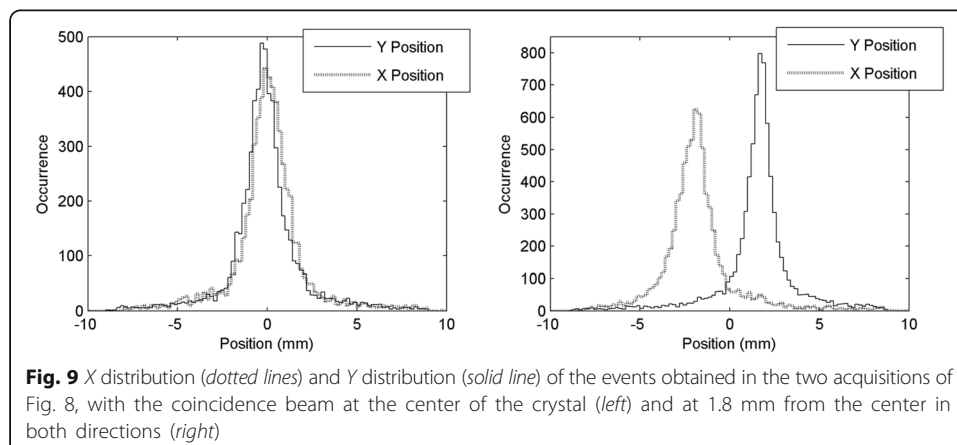 500
400
300
200
100
0
Occurrence
-10
-5
0
5
10
Position (mm)
Y Position
X Position
800
700
600
500
400
300
200
100
0
Occurrence
-10
-5
0
5
10
Position (mm)
Y Position
X Position
Fig. 9 X distribution (dotted lines) and Y distribution (solid line) of the events obtained in the two acquisitions of
Fig. 8, with the coincidence beam at the center of the crystal (left) and at 1.8 mm from the center in
both directions (right)